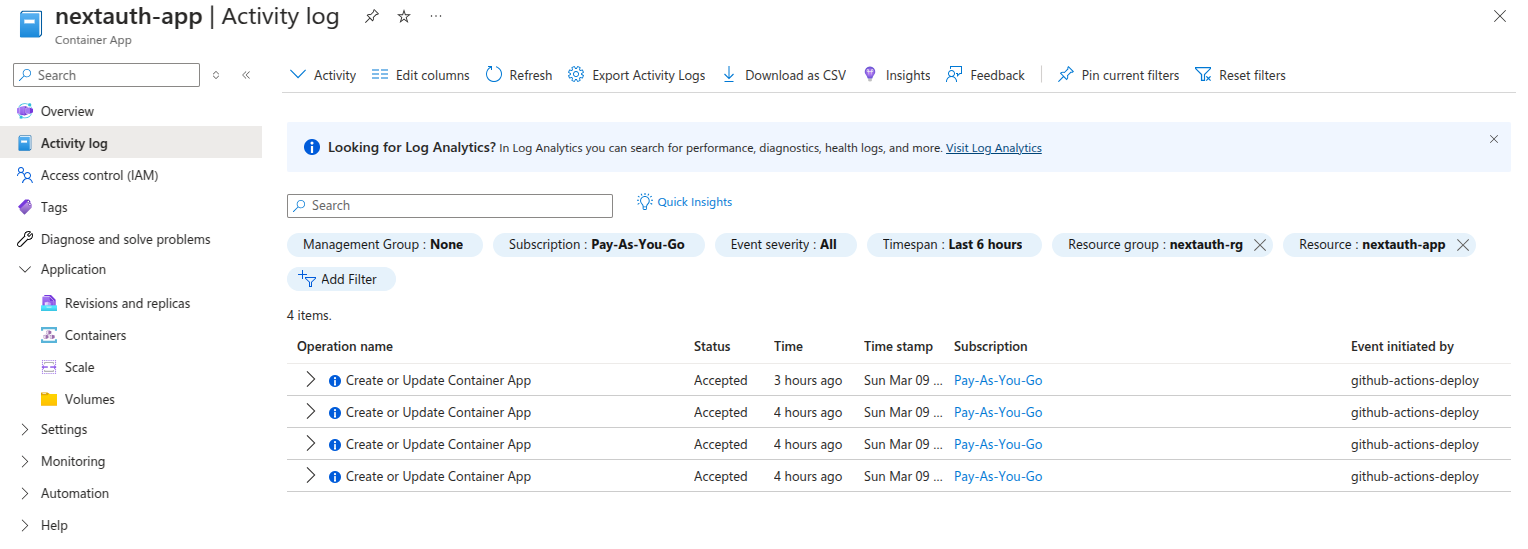 nextauth-app | Activity log
Container App
Search
Overview
Activity log
Access control (IAM)
Tags
Diagnose and solve problems
Application
Revisions and replicas
Containers
Scale
Volumes
Settings
Monitoring
Automation
Help
Activity Edit columns Refresh Export Activity Logs Download as CSV Insights Feedback Pin current filters Reset filters
Looking for Log Analytics? In Log Analytics you can search for performance, diagnostics, health logs, and more. Visit Log Analytics
Search Quick Insights
Management Group : None Subscription : Pay-As-You-Go Event severity : All Timespan : Last 6 hours Resource group : nextauth-rg Resource : nextauth-app
Add Filter
4 items.
Operation name Status Time Time stamp Subscription Event initiated by
Create or Update Container App Accepted 3 hours ago Sun Mar 09 ... Pay-As-You-Go github-actions-deploy
Create or Update Container App Accepted 4 hours ago Sun Mar 09 ... Pay-As-You-Go github-actions-deploy
Create or Update Container App Accepted 4 hours ago Sun Mar 09 ... Pay-As-You-Go github-actions-deploy
Create or Update Container App Accepted 4 hours ago Sun Mar 09 ... Pay-As-You-Go github-actions-deploy